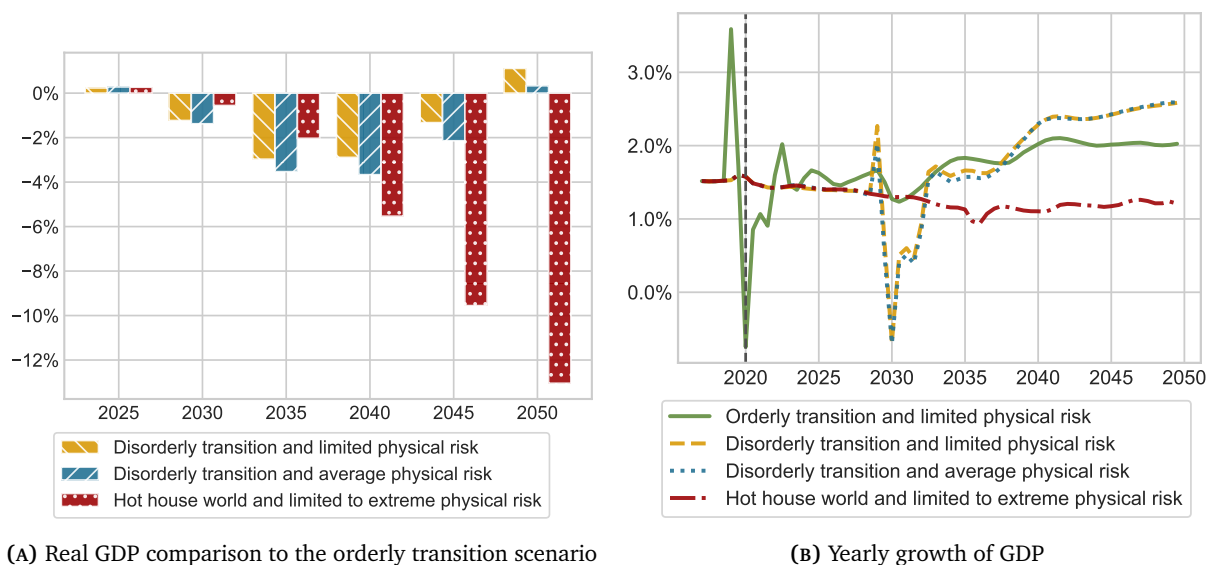 0%
−2%
−4%
−6%
−8%
−10%
−12%
2025 2030 2035 2040 2045 2050
Disorderly transition and limited physical risk
Disorderly transition and average physical risk
Hot house world and limited to extreme physical risk
(A) Real GDP comparison to the orderly transition scenario
3.0%
2.0%
1.0%
0.0%
2020 2025 2030 2035 2040 2045 2050
Orderly transition and limited physical risk
Disorderly transition and limited physical risk
Disorderly transition and average physical risk
Hot house world and limited to extreme physical risk
(B) Yearly growth of GDP